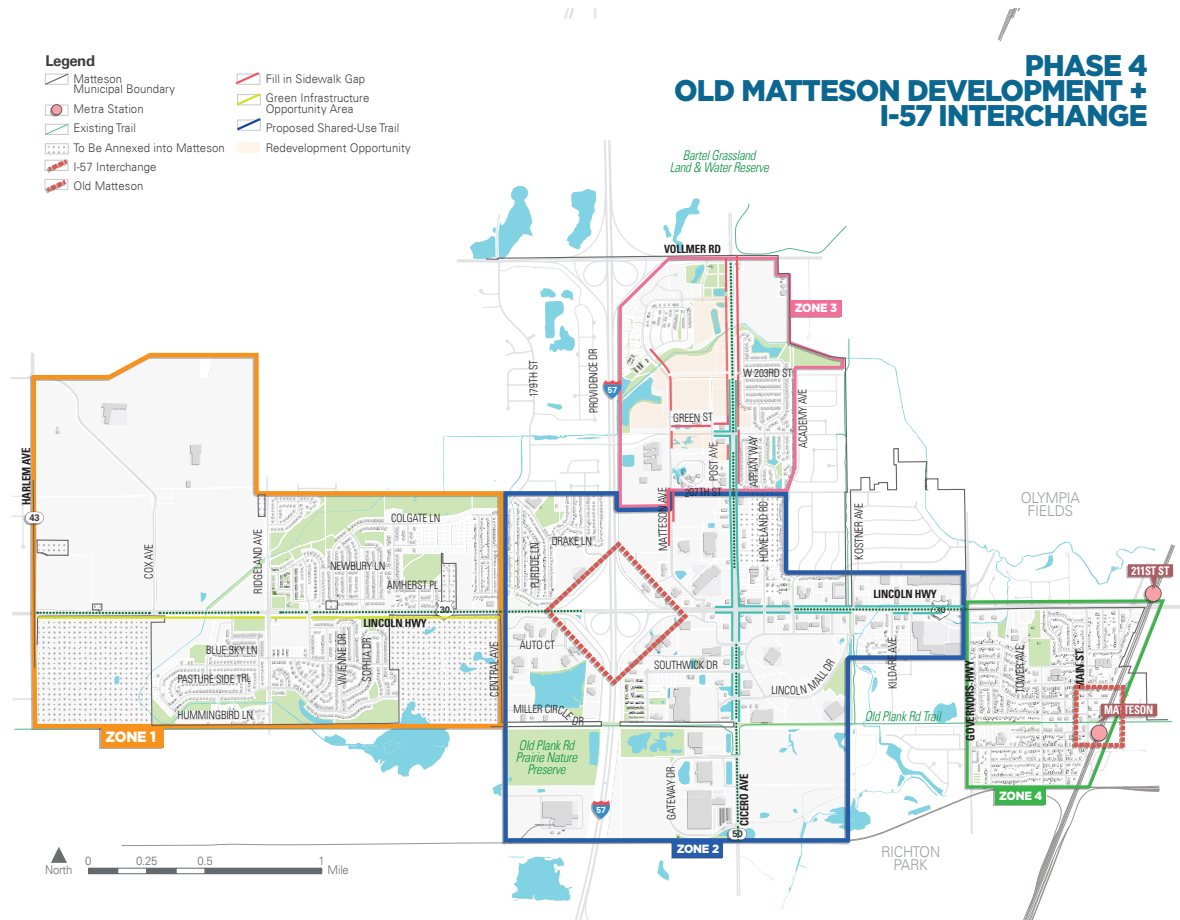 PHASE 4
OLD MATTESON DEVELOPMENT +
I-57 INTERCHANGE
Legend
Matteson
Municipal Boundary
Metra Station
Existing Trail
To Be Annexed into Matteson
I-57 Interchange
Old Matteson
Fill in Sidewalk Gap
Green Infrastructure
Opportunity Area
Proposed Shared-Use Trail
Redevelopment Opportunity
Bartel Grassland
Land & Water Reserve
VOLLMER RD
ZONE 3
179TH ST
PROVIDENCE DR
57
W 203RD ST
ACADEMY AVE
GREEN ST
POST AVE
APPIAN WAY
207TH ST
HARLEM AVE
43
COX AVE
RIDGELAND AVE
COLGATE LN
NEWBURY LN
AMHERST PL
30
LINCOLN HWY
DRAKE LN
PURDUE LN
MATTESON AVE
HOMELAND RD
KOSTNER AVE
OLYMPIA
FIELDS
211TH ST
LINCOLN HWY
30
BLUE SKY LN
PASTURE SIDE TRL
HUMMINGBIRD LN
VIVIENNE DR
SOPHIA DR
CENTRAL AVE
AUTO CT
SOUTHWICK DR
LINCOLN MALL DR
KILDARE AVE
GOVERNORS HWY
TOWER AVE
MAIN ST
MATTESON
MILLER CIRCLE DR
Old Plank Rd Trail
ZONE 1
Old Plank Rd
Prairie Nature
Preserve
GATEWAY DR
CICERO AVE
57
50
ZONE 4
ZONE 2
RICHTON
PARK
North
0
0.25
0.5
1
Mile